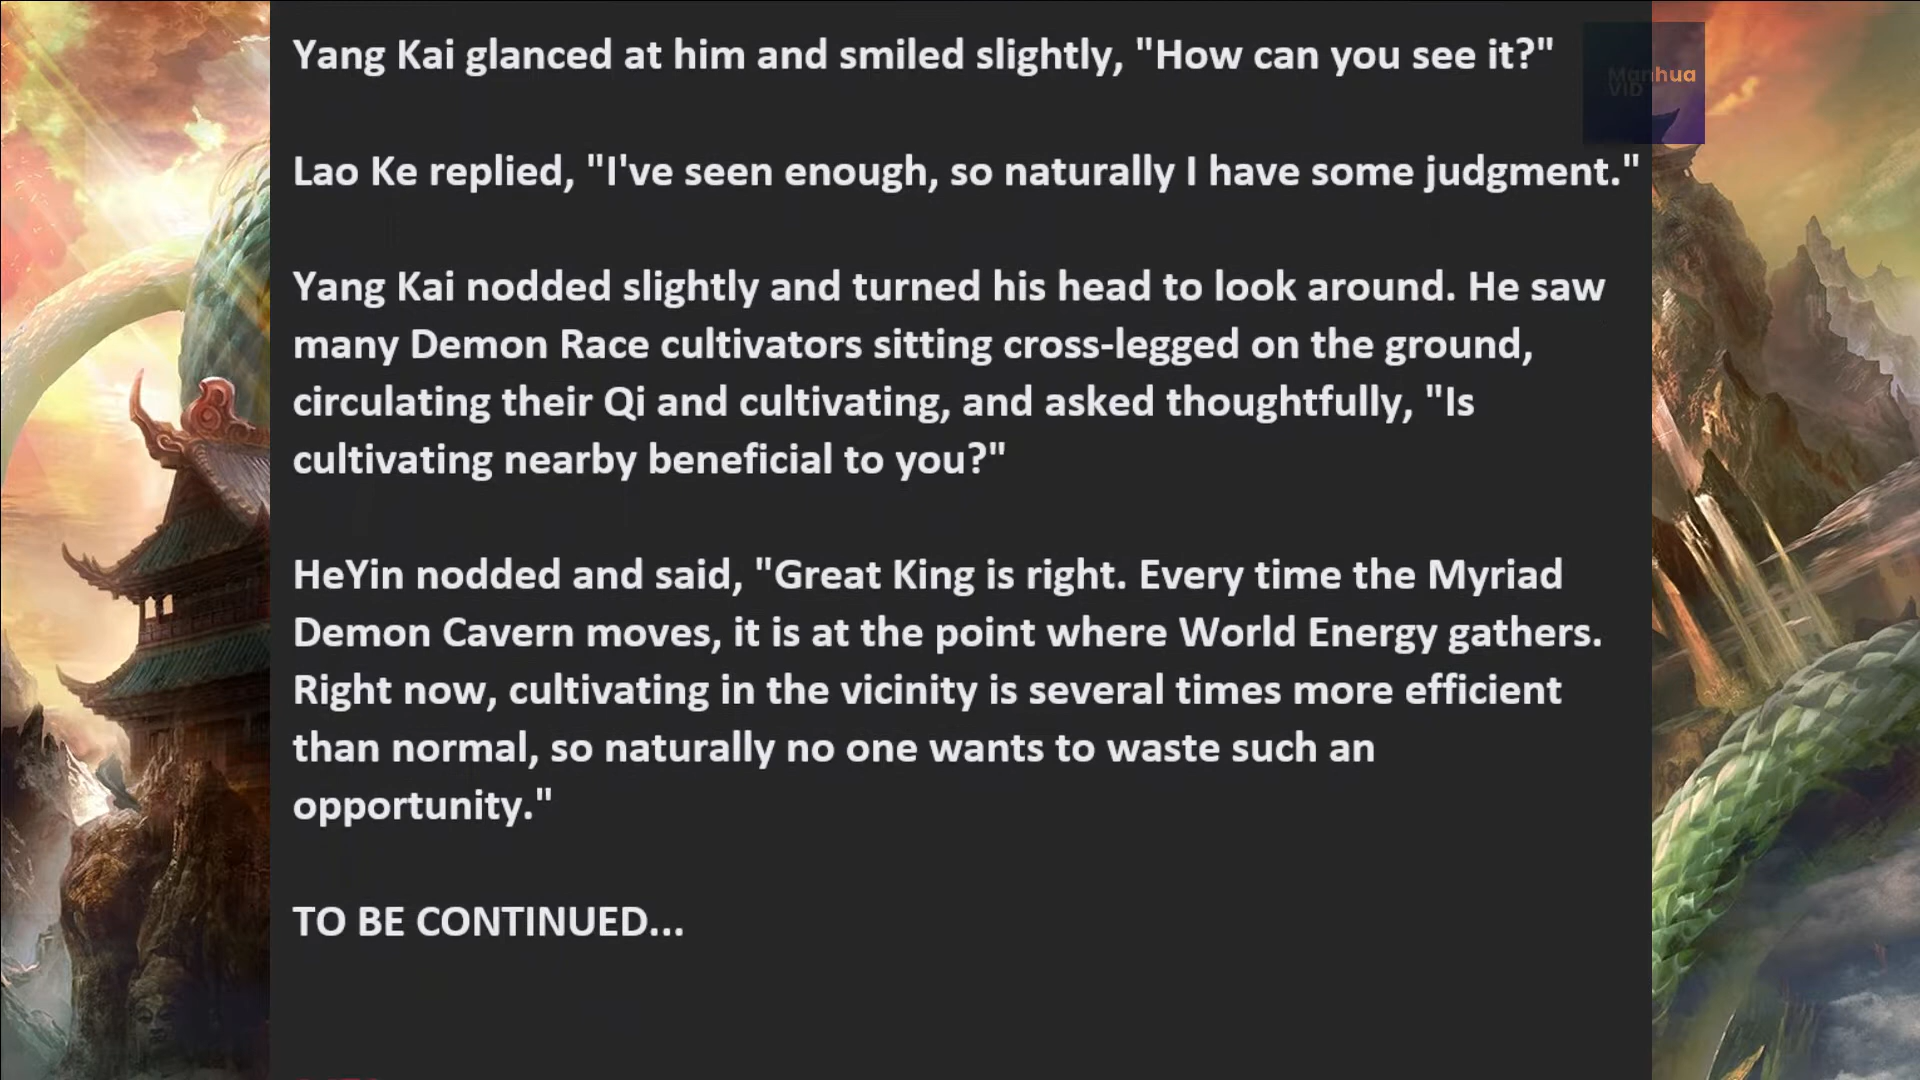 Yang Kai glanced at him and smiled slightly, "How can you see it?"
Manhua
VID
Lao Ke replied, "I've seen enough, so naturally I have some judgment."
Yang Kai nodded slightly and turned his head to look around. He saw
many Demon Race cultivators sitting cross-legged on the ground,
circulating their Qi and cultivating, and asked thoughtfully, "Is
cultivating nearby beneficial to you?"
HeYin nodded and said, "Great King is right. Every time the Myriad
Demon Cavern moves, it is at the point where World Energy gathers.
Right now, cultivating in the vicinity is several times more efficient
than normal, so naturally no one wants to waste such an
opportunity."
TO BE CONTINUED...